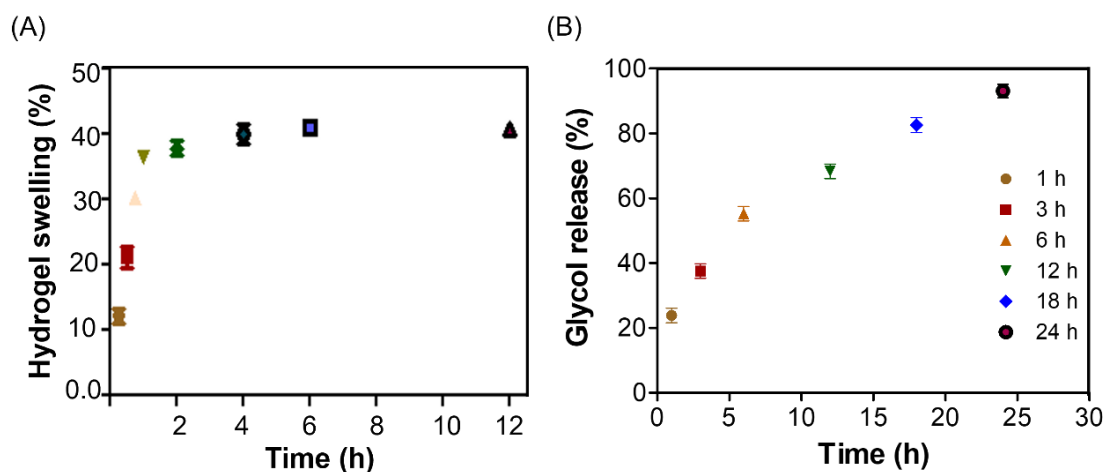 (A)
Hydrogel swelling (%)
50
40
30
20
10
0.0
2
4
6
8
10
12
Time (h)
(B)
Glycol release (%)
100
80
60
40
20
0
0
5
10
15
20
25
30
Time (h)
1 h
3 h
6 h
12 h
18 h
24 h